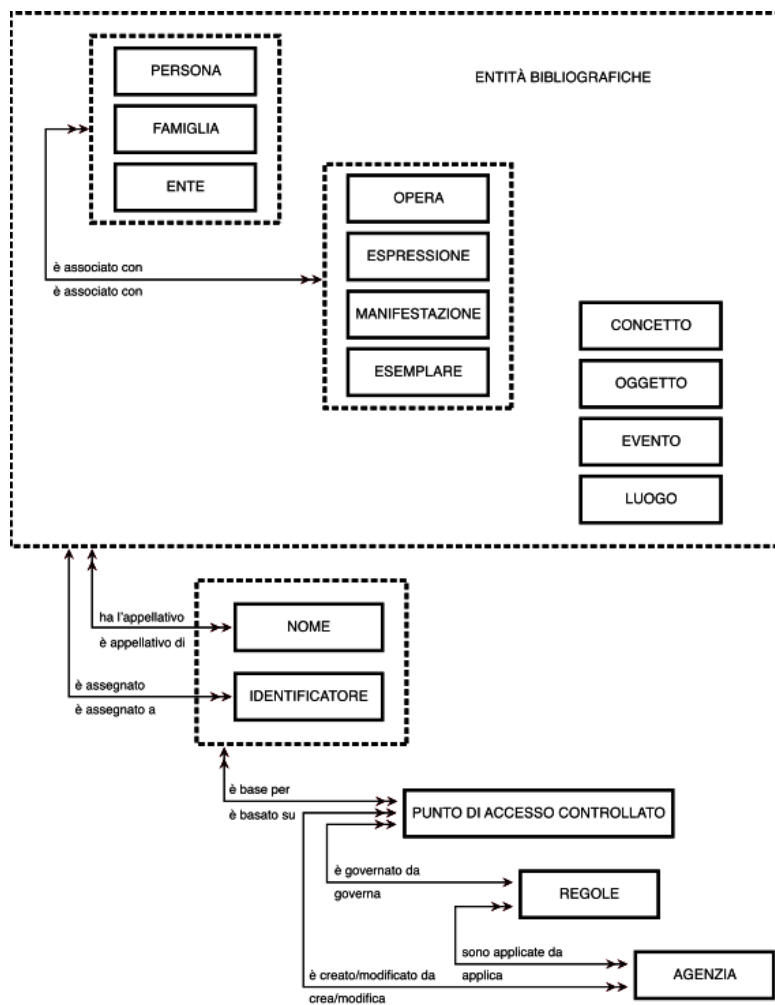 ENTITÀ BIBLIOGRAFICHE
PERSONA
FAMIGLIA
ENTE
OPERA
ESPRESSIONE
MANIFESTAZIONE
ESEMPLARE
è associato con
è associato con
CONCETTO
OGGETTO
EVENTO
LUOGO
ha l'appellativo
è appellativo di
NOME
è assegnato
è assegnato a
IDENTIFICATORE
è base per
è basato su
PUNTO DI ACCESSO CONTROLLATO
è governato da
governa
REGOLE
sono applicate da
applica
è creato/modificato da
crea/modifica
AGENZIA